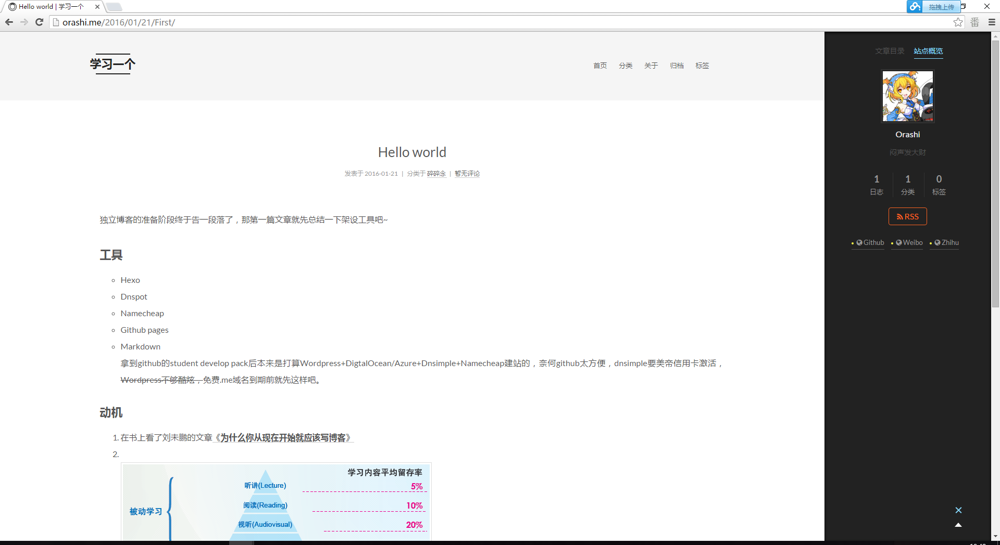 Hello world | 学习一个
拖拽上传
orashi.me/2016/01/21/First/
番
学习一个
首页 分类 关于 归档 标签
Hello world
发表于 2016-01-21 | 分类于 碎碎念 | 暂无评论
独立博客的准备阶段终于告一段落了，那第一篇文章就先总结一下架设工具吧~
工具
Hexo
Dnspot
Namecheap
Github pages
Markdown
拿到github的student develop pack后本来是打算Wordpress+DigtalOcean/Azure+Dnsimple+Namecheap建站的，奈何github太方便，dnsimple要美帝信用卡激活，
Wordpress不够酷炫，免费.me域名到期前就先这样吧。
动机
1. 在书上看了刘未鹏的文章《为什么你从现在开始就应该写博客》
2.
学习内容平均留存率
听讲(Lecture) 5%
阅读(Reading) 10%
被动学习
视听(Audiovisual) 20%
文章目录 站点概览
Orashi
闷声发大财
1 1 0
日志 分类 标签
RSS
Github Weibo Zhihu